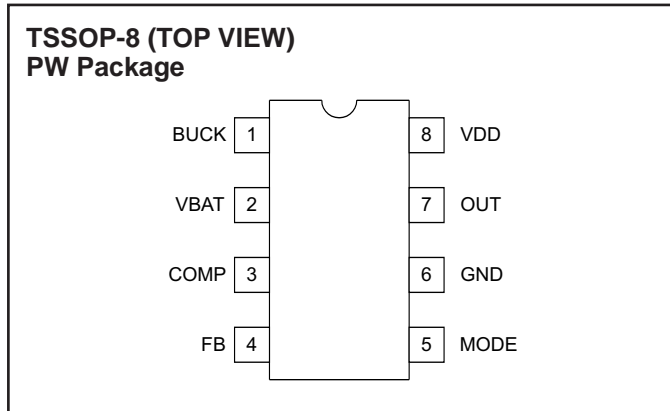 TSSOP-8 (TOP VIEW)
PW Package
BUCK 1 8 VDD
VBAT 2 7 OUT
COMP 3 6 GND
FB 4 5 MODE